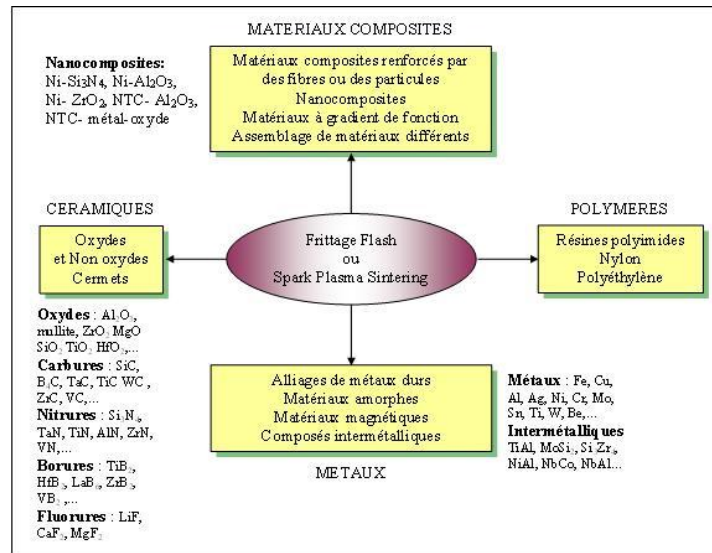 MATERIAUX COMPOSITES
Nanocomposites:
Ni-Si3N4, Ni-Al2O3,
Ni- ZrO2, NTC- Al2O3,
NTC- métal-oxyde
Matériaux composites renforcés par
des fibres ou des particules
Nanocomposites
Matériaux à gradient de fonction
Assemblage de matériaux différents
CERAMIQUES
Oxydes
et Non oxydes
Cermets
Frittage Flash
ou
Spark Plasma Sintering
POLYMERES
Résines polyimides
Nylon
Polyéthylène
Oxydes : Al2O3,
mullite, ZrO2 MgO
SiO2 TiO2 HfO2,...
Carbures : SiC,
B4C, TaC, TiC WC ,
ZrC, VC,...
Nitrures : Si3N4,
TaN, TiN, AlN, ZrN,
VN,...
Borures : TiB2,
HfB2, LaB6, ZrB2,
VB2 ,...
Fluorures : LiF,
CaF2, MgF2
Alliages de métaux durs
Matériaux amorphes
Matériaux magnétiques
Composés intermétalliques
METAUX
Métaux : Fe, Cu,
Al, Ag, Ni, Cr, Mo,
Sn, Ti, W, Be,...
Intermétalliques
TiAl, MoSi2, Si Zr
NiAl, NbCo, NbAl...